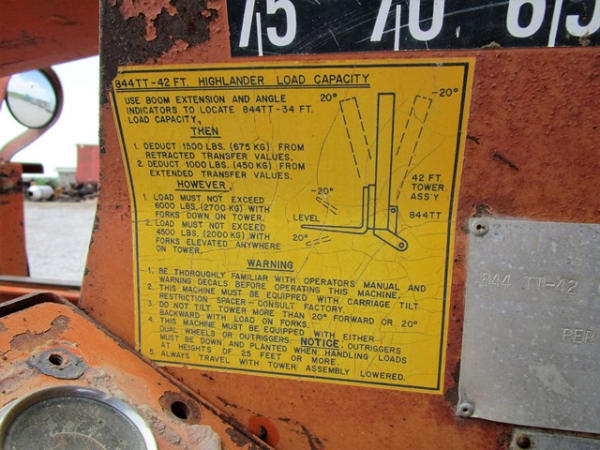 75 70 65
844TT-42 FT. HIGHLANDER LOAD CAPACITY
USE BOOM EXTENSION AND ANGLE
INDICATORS TO LOCATE 844TT-34 FT.
LOAD CAPACITY,
THEN
1. DEDUCT 1500 LBS. (675 KG) FROM
RETRACTED TRANSFER VALUES.
2. DEDUCT 1000 LBS. (450 KG) FROM
EXTENDED TRANSFER VALUES.
HOWEVER,
1. LOAD MUST NOT EXCEED
6000 LBS. (2700 KG) WITH
FORKS DOWN ON TOWER.
2. LOAD MUST NOT EXCEED
4500 LBS. (2000 KG) WITH
FORKS ELEVATED ANYWHERE
ON TOWER.
20°
-20°
42 FT.
TOWER
ASS'Y
844TT
-20°
LEVEL
20°
WARNING
1. BE THOROUGHLY FAMILIAR WITH OPERATORS MANUAL AND
WARNING DECALS BEFORE OPERATING THIS MACHINE.
2. THIS MACHINE MUST BE EQUIPPED WITH CARRIAGE TILT
RESTRICTION SPACER - CONSULT FACTORY.
3. DO NOT TILT TOWER MORE THAN 20° FORWARD OR 20°
BACKWARD WITH LOAD ON FORKS.
4. THIS MACHINE MUST BE EQUIPPED WITH EITHER
DUAL WHEELS OR OUTRIGGERS. NOTICE: OUTRIGGERS
MUST BE DOWN AND PLANTED WHEN HANDLING LOADS
AT HEIGHTS OF 25 FEET OR MORE
5. ALWAYS TRAVEL WITH TOWER ASSEMBLY LOWERED.
844 TT-42
PER